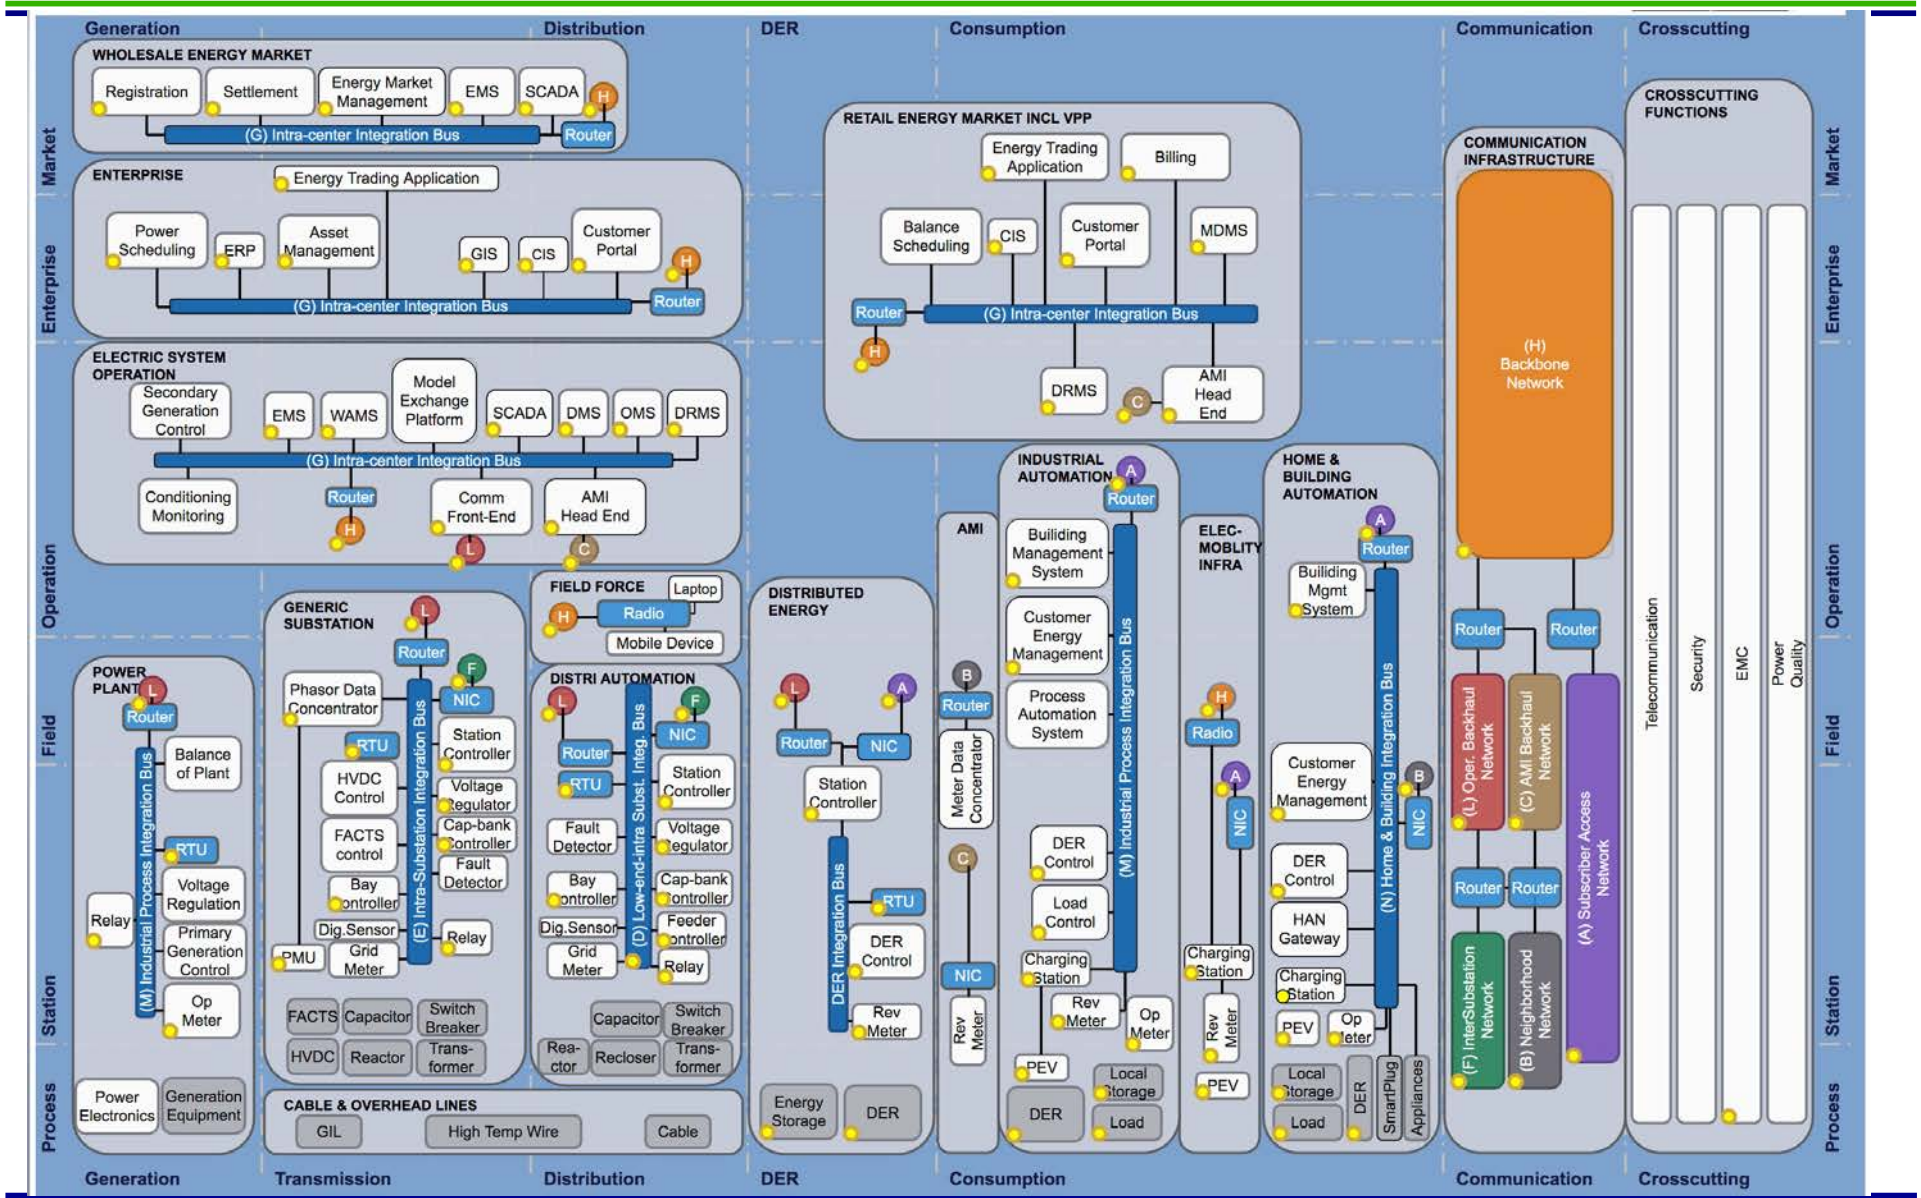 Generation
Distribution
DER
Consumption
Communication
Crosscutting
Market
Enterprise
Operation
Field
Station
Process
WHOLESALE ENERGY MARKET
Registration
Settlement
Energy Market
Management
EMS
SCADA
H
(G) Intra-center Integration Bus
Router
ENTERPRISE
Energy Trading Application
Power
Scheduling
ERP
Asset
Management
GIS
CIS
Customer
Portal
H
(G) Intra-center Integration Bus
Router
ELECTRIC SYSTEM
OPERATION
Secondary
Generation
Control
EMS
WAMS
Model
Exchange
Platform
SCADA
DMS
OMS
DRMS
(G) Intra-center Integration Bus
Conditioning
Monitoring
Router
H
Comm
Front-End
L
AMI
Head End
C
RETAIL ENERGY MARKET INCL VPP
Energy Trading
Application
Billing
Balance
Scheduling
CIS
Customer
Portal
MDMS
Router
(G) Intra-center Integration Bus
H
DRMS
C
AMI
Head
End
POWER
PLANT
L
Router
(M) Industrial Process Integration Bus
Balance
of Plant
RTU
Voltage
Regulation
Relay
Primary
Generation
Control
Op
Meter
Power
Electronics
Generation
Equipment
GENERIC
SUBSTATION
L
Router
F
NIC
Phasor Data
Concentrator
(E) Intra-Substation Integration Bus
RTU
Station
Controller
HVDC
Control
Voltage
Regulator
FACTS
control
Cap-bank
Controller
Fault
Detector
Bay
Controller
Dig.Sensor
Relay
PMU
Grid
Meter
FACTS
Capacitor
Switch
Breaker
HVDC
Reactor
Trans-
former
CABLE & OVERHEAD LINES
GIL
High Temp Wire
Cable
FIELD FORCE
Laptop
H
Radio
Mobile Device
DISTRI AUTOMATION
L
F
Router
NIC
(D) Low-end-intra Subst. Integ. Bus
RTU
Station
Controller
Fault
Detector
Voltage
Regulator
Bay
Controller
Cap-bank
Controller
Dig.Sensor
Feeder
Controller
Grid
Meter
Relay
Capacitor
Switch
Breaker
Rea-
ctor
Recloser
Trans-
former
DISTRIBUTED
ENERGY
L
A
Router
NIC
Station
Controller
DER Integration Bus
RTU
DER
Control
Rev
Meter
Energy
Storage
DER
AMI
B
Router
Meter Data
Concentrator
C
NIC
Rev
Meter
INDUSTRIAL
AUTOMATION
A
Router
Builiding
Management
System
Customer
Energy
Management
Process
Automation
System
(M) Industrial Process Integration Bus
DER
Control
Load
Control
Charging
Station
Rev
Meter
Op
Meter
PEV
Local
Storage
DER
Load
ELEC-
MOBLITY
INFRA
H
Radio
A
NIC
Charging
Station
Rev
Meter
PEV
HOME &
BUILDING
AUTOMATION
A
Router
Builiding
Mgmt
System
(N) Home & Building Integration Bus
Customer
Energy
Management
B
NIC
DER
Control
HAN
Gateway
Charging
Station
PEV
Op
Meter
Local
Storage
Load
DER
SmartPlug
Appliances
COMMUNICATION
INFRASTRUCTURE
(H)
Backbone
Network
Router
Router
(L) Oper. Backhaul
Network
(C) AMI Backhaul
Network
(A) Subscriber Access
Network
Router
Router
(F) InterSubstation
Network
(B) Neighborhood
Network
CROSSCUTTING
FUNCTIONS
Telecommunication
Security
EMC
Power
Quality
Market
Enterprise
Operation
Field
Station
Process
Generation
Transmission
Distribution
DER
Consumption
Communication
Crosscutting